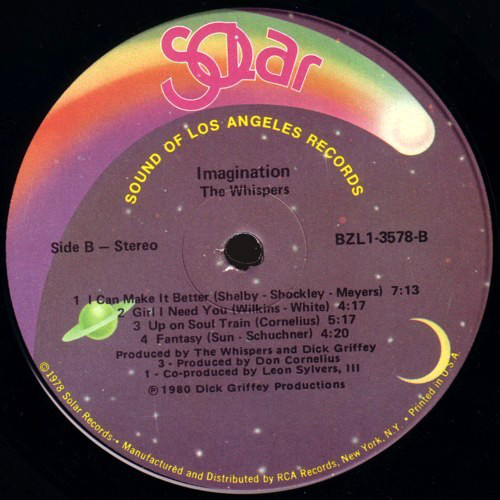 Solar
SOUND OF LOS ANGELES RECORDS
Imagination
The Whispers
Side B — Stereo
BZL1-3578-B
1 I Can Make It Better (Shelby - Shockley - Meyers) 7:13
2 Girl I Need You (Wilkins - White) 4:17
3 Up on Soul Train (Cornelius) 5:17
4 Fantasy (Sun - Schuchner) 4:20
Produced by The Whispers and Dick Griffey
3 - Produced by Don Cornelius
1 - Co-produced by Leon Sylvers, III
℗ 1980 Dick Griffey Productions
©1978 Solar Records • Manufactured and Distributed by RCA Records, New York, N.Y. • Printed in U.S.A.